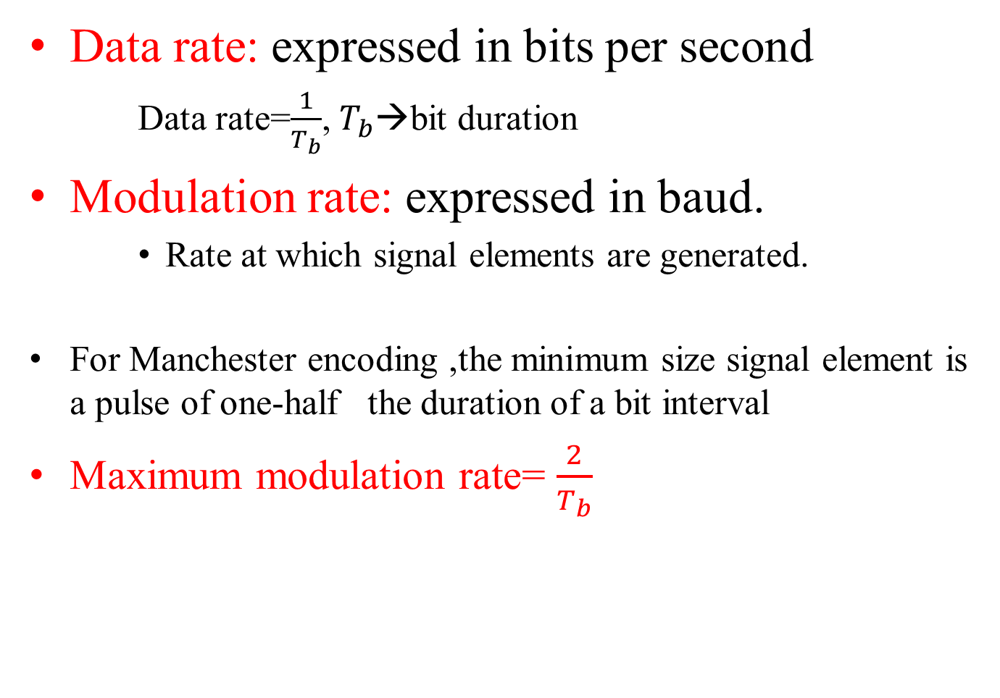 • Data rate: expressed in bits per second
Data rate=1/T_b, T_b→bit duration
• Modulation rate: expressed in baud.
• Rate at which signal elements are generated.
• For Manchester encoding ,the minimum size signal element is
a pulse of one-half the duration of a bit interval
• Maximum modulation rate= 2/T_b